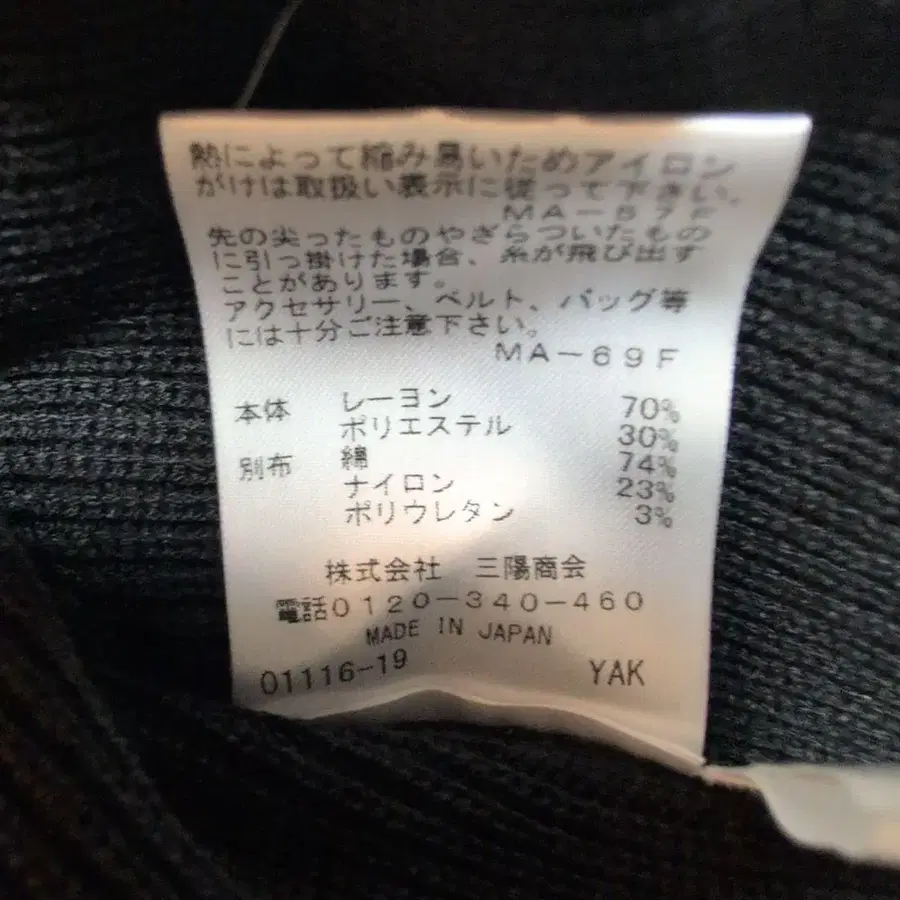 熱によって縮み易いためアイロン
がけは取扱い表示に従って下さい。
MA-57F
先の尖ったものやざらついたもの
に引っ掛けた場合、糸が飛び出す
ことがあります。
アクセサリー、ベルト、バッグ等
には十分ご注意下さい。
MA-69F
本体 レーヨン 70%
ポリエステル 30%
別布 綿 74%
ナイロン 23%
ポリウレタン 3%
株式会社 三陽商会
電話0120-340-460
MADE IN JAPAN
01116-19 YAK